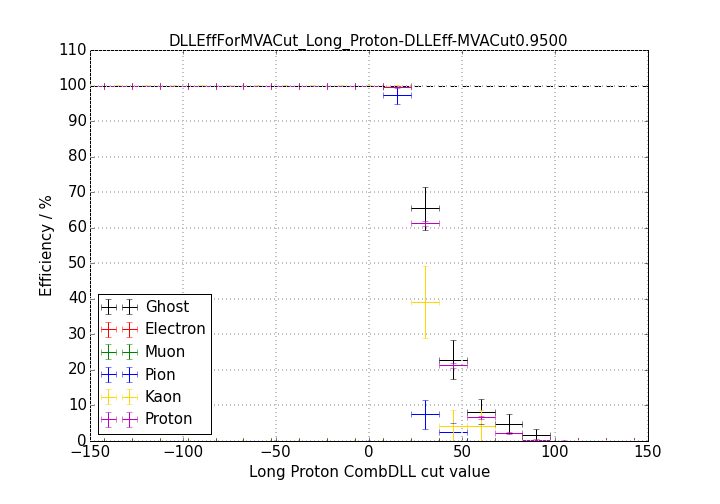 DLLEffForMVACut_Long_Proton-DLLEff-MVACut0.9500
110
100
90
80
70
60
50
40
30
20
10
0
Efficiency / %
Ghost
Electron
Muon
Pion
Kaon
Proton
−150 −100 −50 0 50 100 150
Long Proton CombDLL cut value